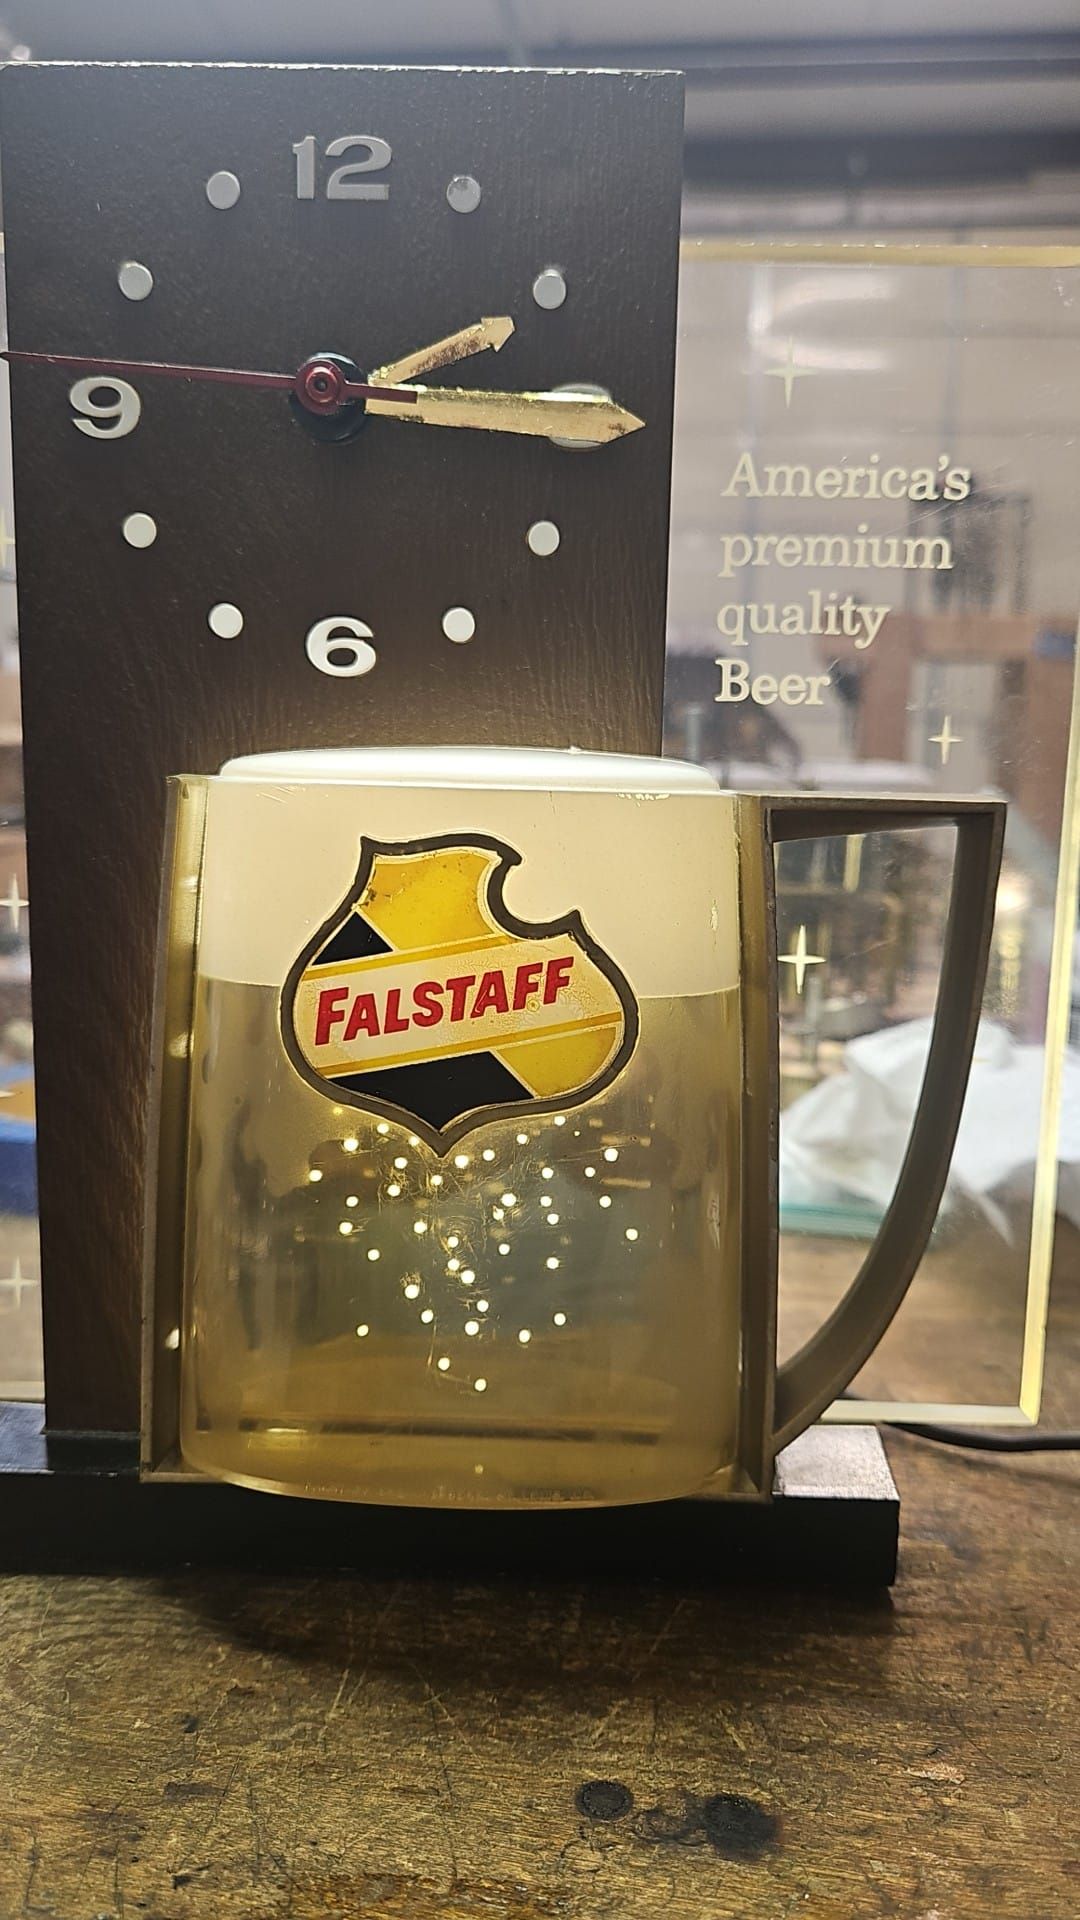 12
9
6
America's
premium
quality
Beer
FALSTAFF